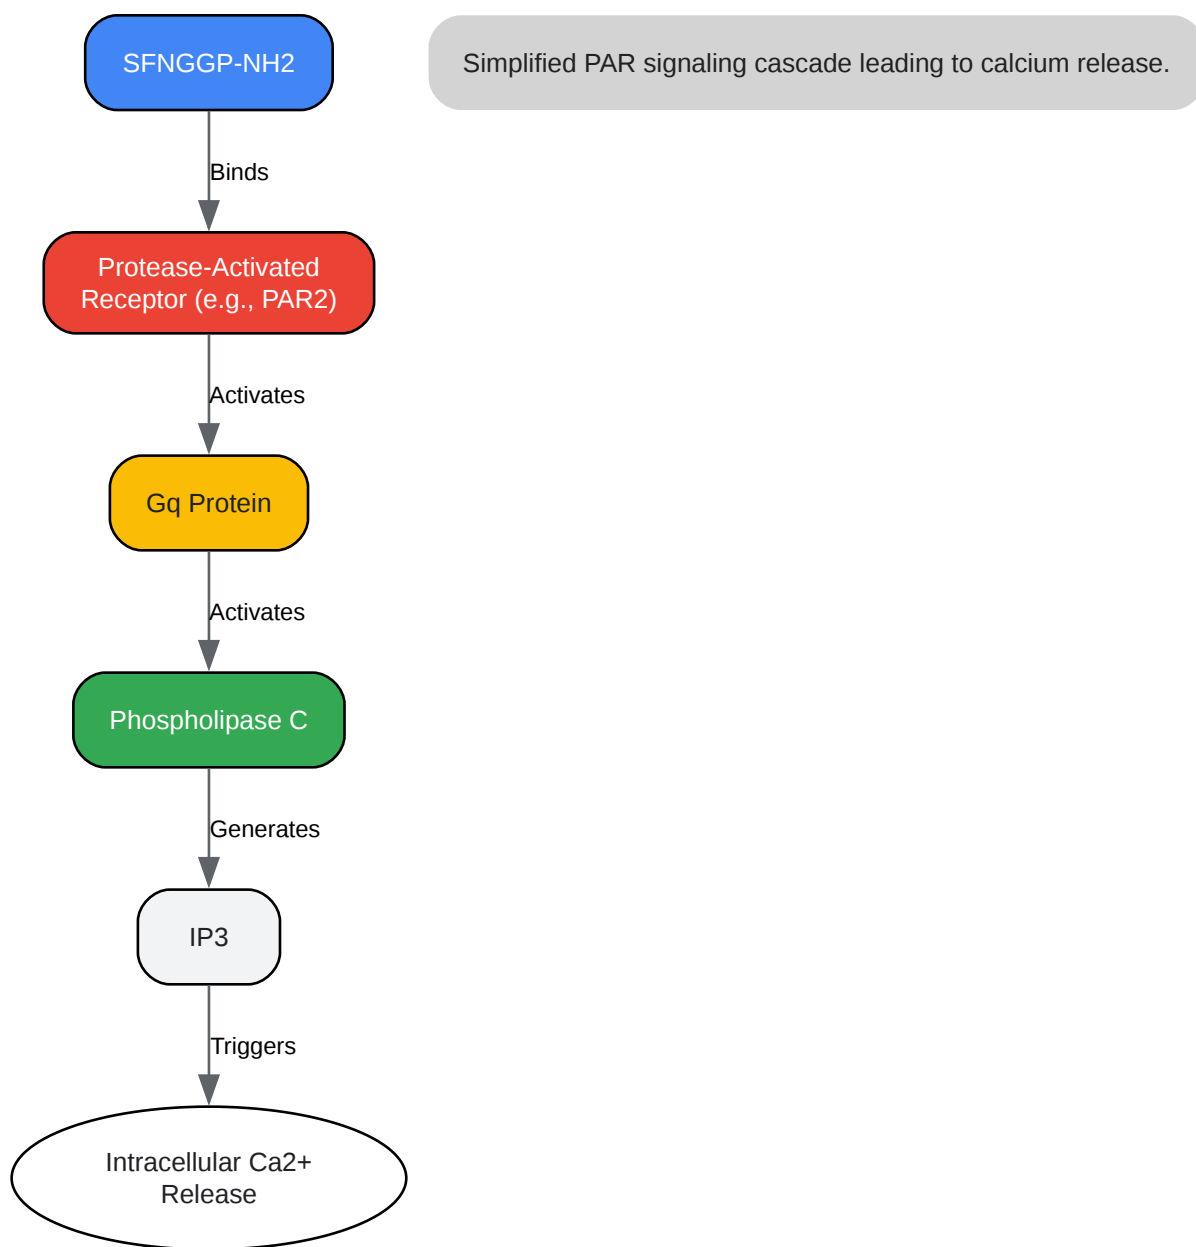 SFNGGP-NH2
Simplified PAR signaling cascade leading to calcium release.
Binds
Protease-Activated
Receptor (e.g., PAR2)
Activates
Gq Protein
Activates
Phospholipase C
Generates
IP3
Triggers
Intracellular Ca2+
Release